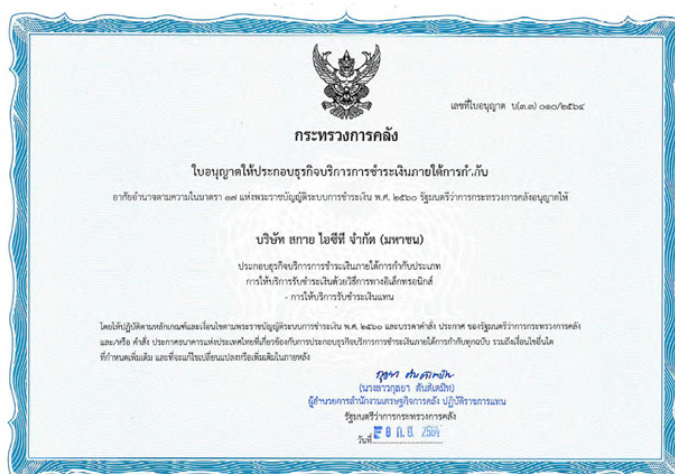 เลขที่ใบอนุญาต บ(๓.๓) ๐๑๐/๒๕๖๔
กระทรวงการคลัง
ใบอนุญาตให้ประกอบธุรกิจบริการการชำระเงินภายใต้การกำกับ
อาศัยอำนาจตามความในมาตรา ๑๗ แห่งพระราชบัญญัติระบบการชำระเงิน พ.ศ. ๒๕๖๐ รัฐมนตรีว่าการกระทรวงการคลังอนุญาตให้
บริษัท สกาย ไอซีที จำกัด (มหาชน)
ประกอบธุรกิจบริการการชำระเงินภายใต้การกำกับประเภท
การให้บริการรับชำระเงินด้วยวิธีการทางอิเล็กทรอนิกส์
- การให้บริการรับชำระเงินแทน
โดยให้ปฏิบัติตามหลักเกณฑ์และเงื่อนไขตามพระราชบัญญัติระบบการชำระเงิน พ.ศ. ๒๕๖๐ และบรรดาคำสั่ง ประกาศ ของรัฐมนตรีว่าการกระทรวงการคลัง
และ/หรือ คำสั่ง ประกาศธนาคารแห่งประเทศไทยที่เกี่ยวข้องกับการประกอบธุรกิจบริการการชำระเงินภายใต้การกำกับทุกฉบับ รวมถึงเงื่อนไขอื่นใด
ที่กำหนดเพิ่มเติม และที่จะแก้ไขเปลี่ยนแปลงหรือเพิ่มเติมในภายหลัง
(นางสาวกุลยา ตันติเตมิท)
ผู้อำนวยการสำนักงานเศรษฐกิจการคลัง ปฏิบัติราชการแทน
รัฐมนตรีว่าการกระทรวงการคลัง
วันที่ 8 ก.ย. 2564